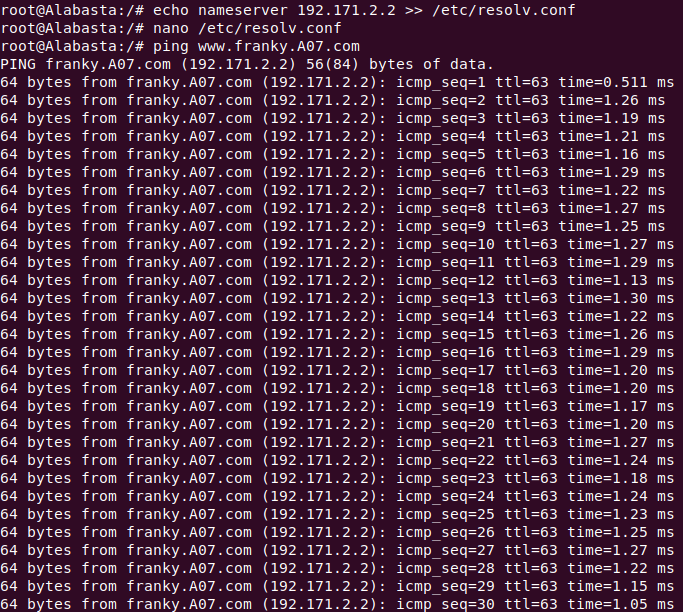 root@Alabasta:/# echo nameserver 192.171.2.2 >> /etc/resolv.conf
root@Alabasta:/# nano /etc/resolv.conf
root@Alabasta:/# ping www.franky.A07.com
PING franky.A07.com (192.171.2.2) 56(84) bytes of data.
64 bytes from franky.A07.com (192.171.2.2): icmp_seq=1 ttl=63 time=0.511 ms
64 bytes from franky.A07.com (192.171.2.2): icmp_seq=2 ttl=63 time=1.26 ms
64 bytes from franky.A07.com (192.171.2.2): icmp_seq=3 ttl=63 time=1.19 ms
64 bytes from franky.A07.com (192.171.2.2): icmp_seq=4 ttl=63 time=1.21 ms
64 bytes from franky.A07.com (192.171.2.2): icmp_seq=5 ttl=63 time=1.16 ms
64 bytes from franky.A07.com (192.171.2.2): icmp_seq=6 ttl=63 time=1.29 ms
64 bytes from franky.A07.com (192.171.2.2): icmp_seq=7 ttl=63 time=1.22 ms
64 bytes from franky.A07.com (192.171.2.2): icmp_seq=8 ttl=63 time=1.27 ms
64 bytes from franky.A07.com (192.171.2.2): icmp_seq=9 ttl=63 time=1.25 ms
64 bytes from franky.A07.com (192.171.2.2): icmp_seq=10 ttl=63 time=1.27 ms
64 bytes from franky.A07.com (192.171.2.2): icmp_seq=11 ttl=63 time=1.29 ms
64 bytes from franky.A07.com (192.171.2.2): icmp_seq=12 ttl=63 time=1.13 ms
64 bytes from franky.A07.com (192.171.2.2): icmp_seq=13 ttl=63 time=1.30 ms
64 bytes from franky.A07.com (192.171.2.2): icmp_seq=14 ttl=63 time=1.22 ms
64 bytes from franky.A07.com (192.171.2.2): icmp_seq=15 ttl=63 time=1.26 ms
64 bytes from franky.A07.com (192.171.2.2): icmp_seq=16 ttl=63 time=1.29 ms
64 bytes from franky.A07.com (192.171.2.2): icmp_seq=17 ttl=63 time=1.20 ms
64 bytes from franky.A07.com (192.171.2.2): icmp_seq=18 ttl=63 time=1.20 ms
64 bytes from franky.A07.com (192.171.2.2): icmp_seq=19 ttl=63 time=1.17 ms
64 bytes from franky.A07.com (192.171.2.2): icmp_seq=20 ttl=63 time=1.20 ms
64 bytes from franky.A07.com (192.171.2.2): icmp_seq=21 ttl=63 time=1.27 ms
64 bytes from franky.A07.com (192.171.2.2): icmp_seq=22 ttl=63 time=1.24 ms
64 bytes from franky.A07.com (192.171.2.2): icmp_seq=23 ttl=63 time=1.18 ms
64 bytes from franky.A07.com (192.171.2.2): icmp_seq=24 ttl=63 time=1.24 ms
64 bytes from franky.A07.com (192.171.2.2): icmp_seq=25 ttl=63 time=1.23 ms
64 bytes from franky.A07.com (192.171.2.2): icmp_seq=26 ttl=63 time=1.25 ms
64 bytes from franky.A07.com (192.171.2.2): icmp_seq=27 ttl=63 time=1.27 ms
64 bytes from franky.A07.com (192.171.2.2): icmp_seq=28 ttl=63 time=1.22 ms
64 bytes from franky.A07.com (192.171.2.2): icmp_seq=29 ttl=63 time=1.15 ms
64 bytes from franky.A07.com (192.171.2.2): icmp_seq=30 ttl=63 time=1.05 ms